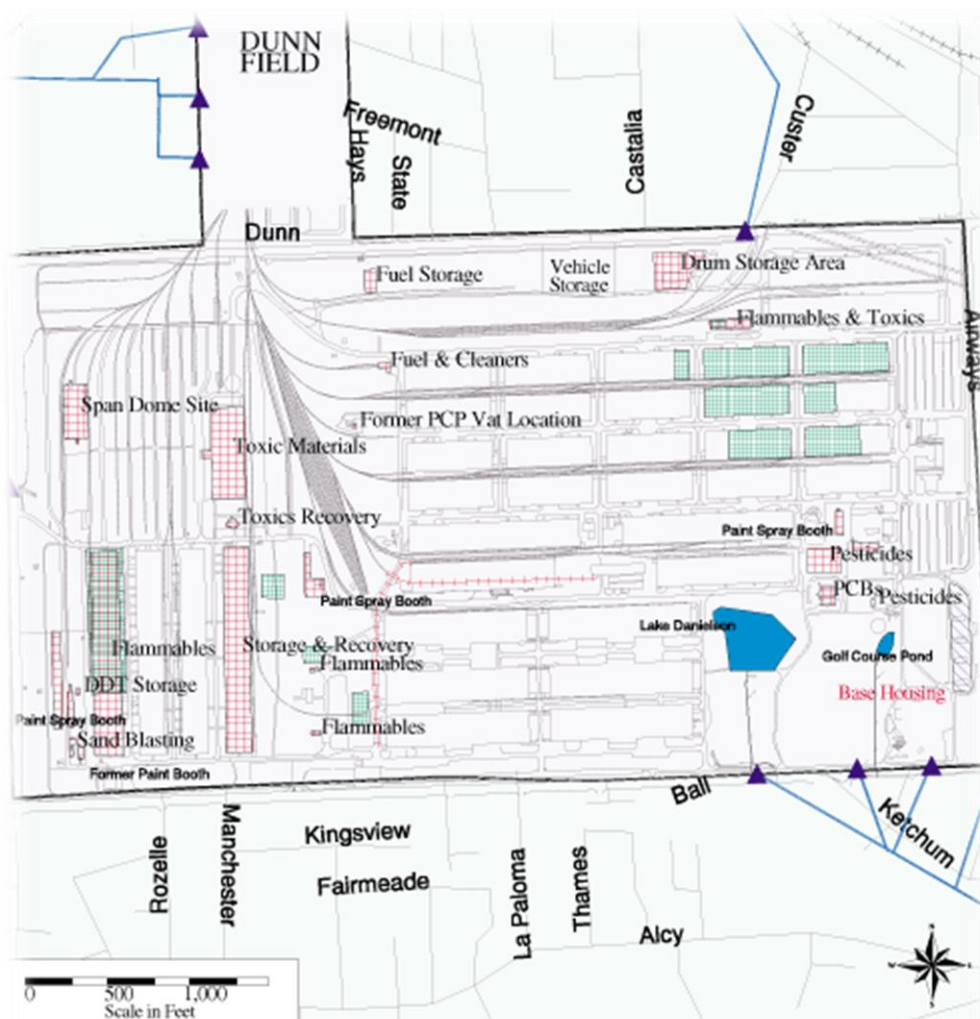 DUNN
FIELD
Freemont
Hays
State
Castalia
Custer
Dunn
Fuel Storage
Vehicle
Storage
Drum Storage Area
Flammables & Toxics
Airways
Fuel & Cleaners
Span Dome Site
Former PCP Vat Location
Toxic Materials
Toxics Recovery
Paint Spray Booth
Pesticides
PCBs
Pesticides
Paint Spray Booth
Lake Danielson
Flammables
Storage & Recovery
Flammables
Golf Course Pond
DDT Storage
Base Housing
Paint Spray Booth
Flammables
Sand Blasting
Former Paint Booth
Ball
Ketchum
Rozelle
Manchester
Kingsview
Fairmeade
La Paloma
Thames
Alcy
N
W
E
S
0 500 1,000
Scale in Feet